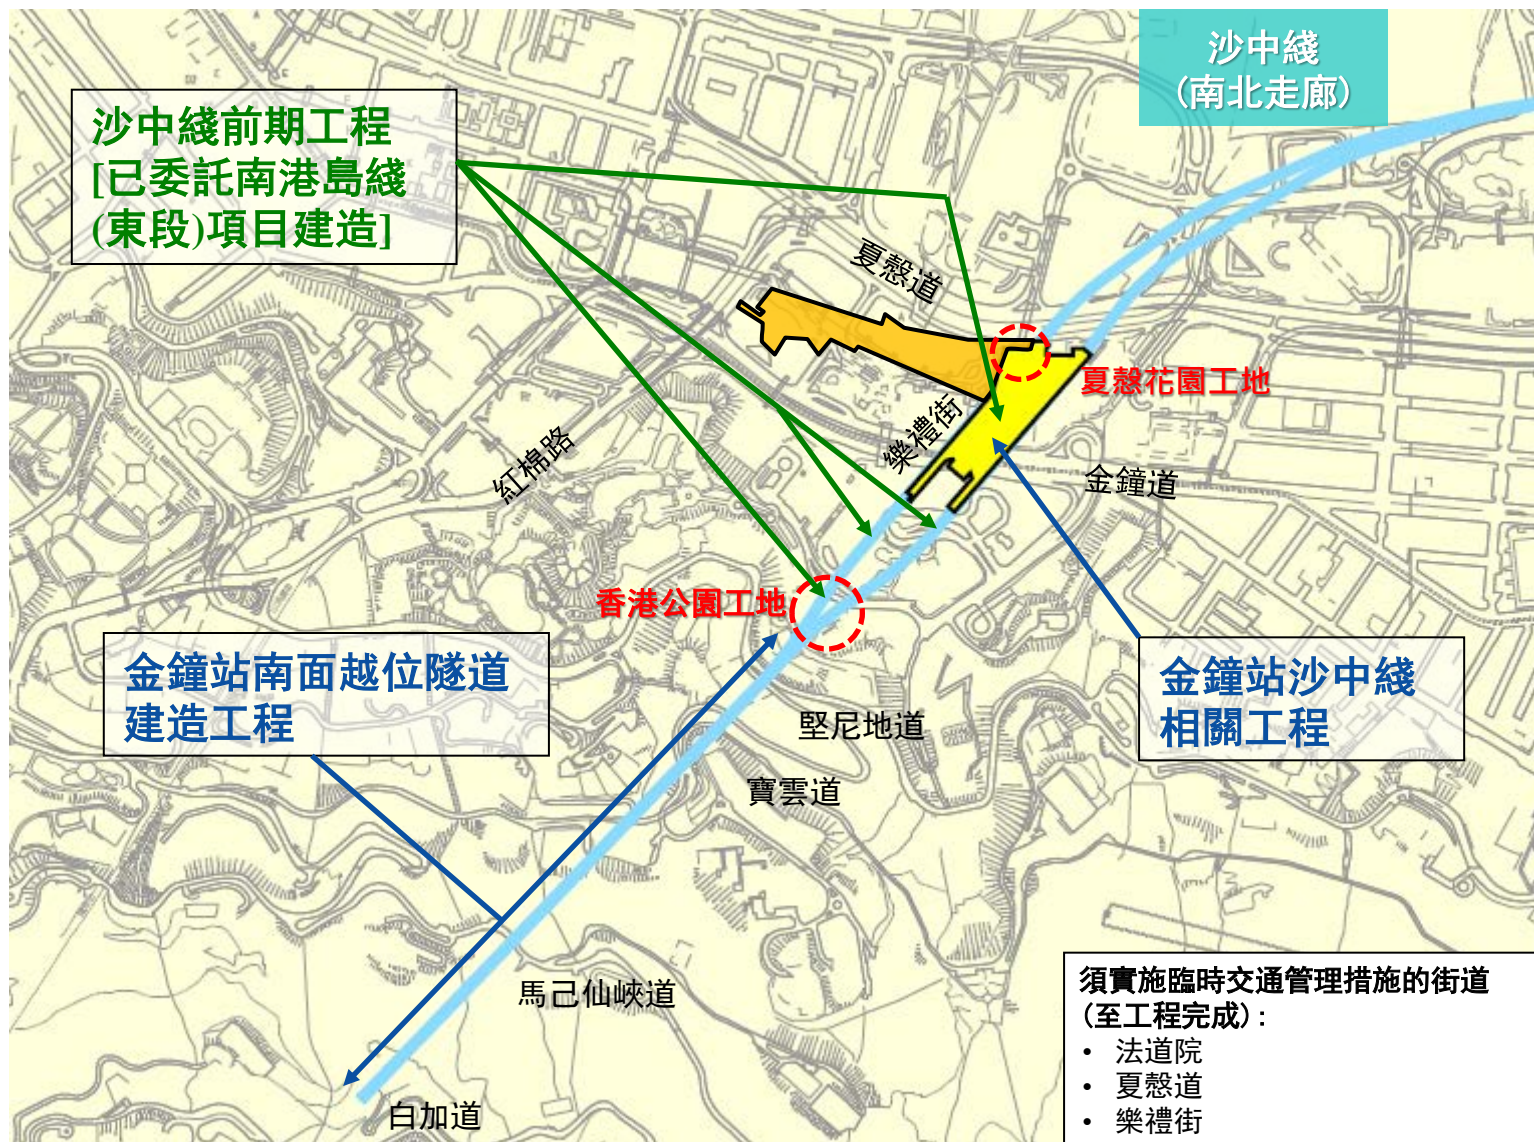 沙中綫
(南北走廊)
沙中綫前期工程
[已委託南港島綫
(東段)項目建造]
夏慤道
夏慤花園工地
樂禮街
紅棉路
金鐘道
香港公園工地
金鐘站南面越位隧道
建造工程
金鐘站沙中綫
相關工程
堅尼地道
寶雲道
馬己仙峽道
白加道
須實施臨時交通管理措施的街道
(至工程完成)：
• 法道院
• 夏慤道
• 樂禮街